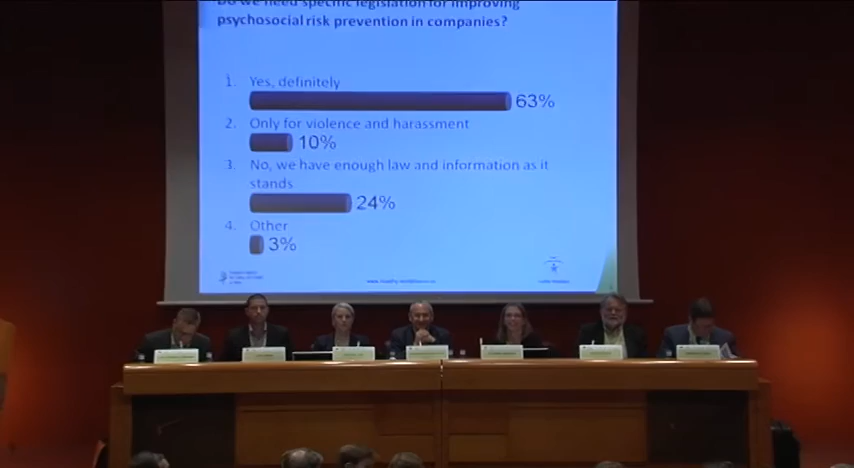 Do we need specific legislation for improving
psychosocial risk prevention in companies?
1. Yes, definitely
63%
2. Only for violence and harassment
10%
3. No, we have enough law and information as it
stands
24%
4. Other
3%